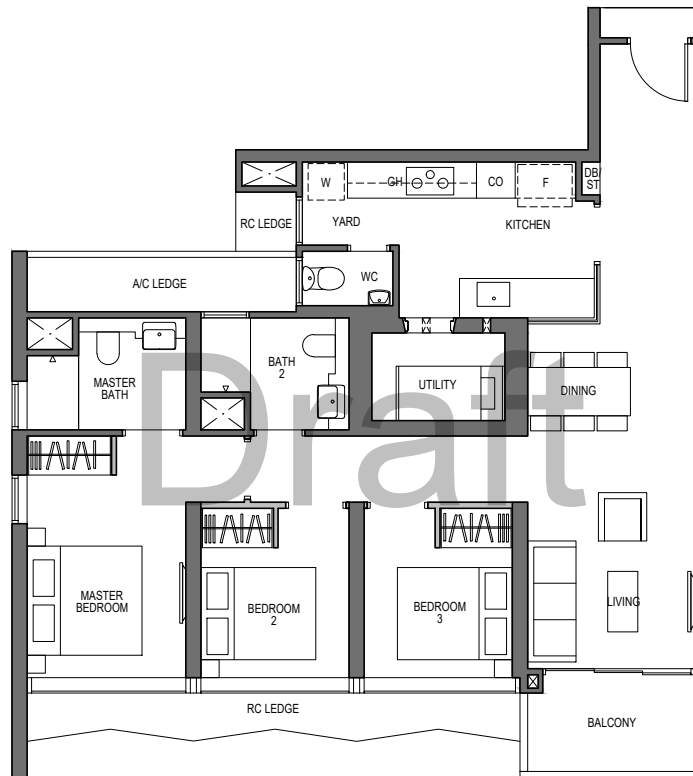 W
GH
CO
F
DB/
ST
RC LEDGE
YARD
KITCHEN
WC
A/C LEDGE
MASTER
BATH
BATH
2
UTILITY
DINING
Draft
MASTER
BEDROOM
BEDROOM
2
BEDROOM
3
LIVING
RC LEDGE
BALCONY